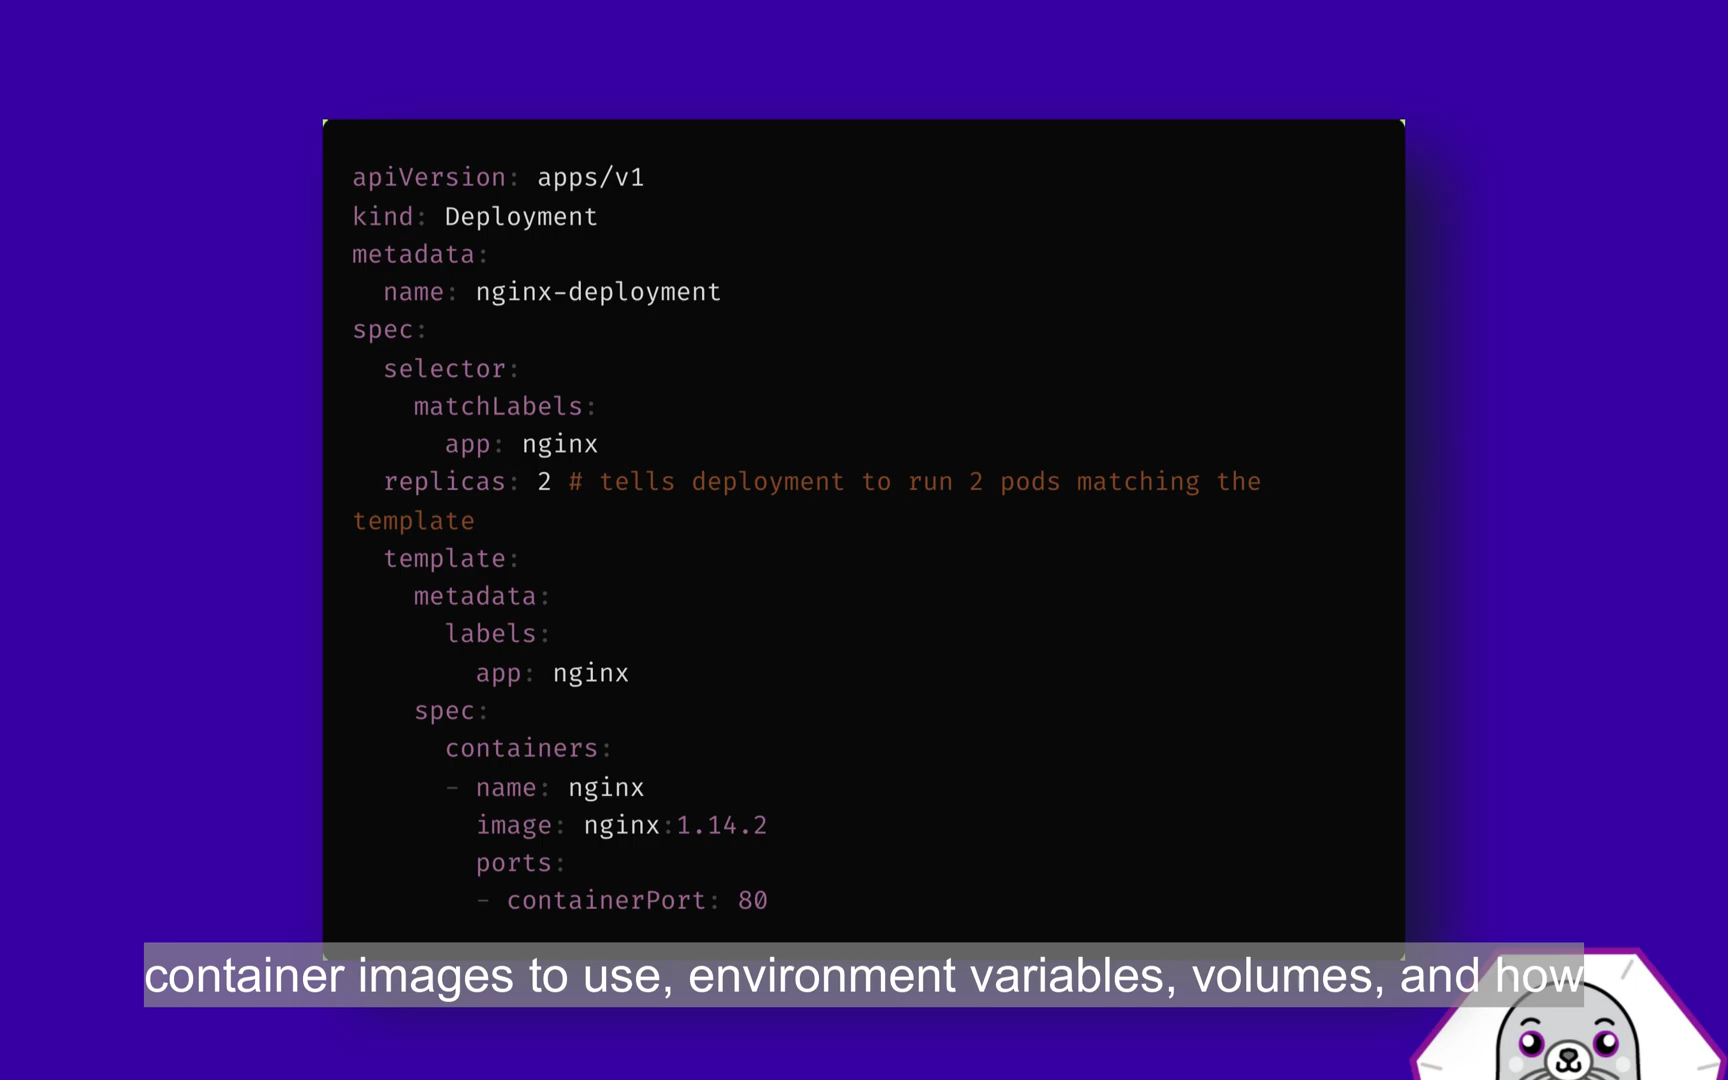 apiVersion: apps/v1
kind: Deployment
metadata:
  name: nginx-deployment
spec:
  selector:
    matchLabels:
      app: nginx
  replicas: 2 # tells deployment to run 2 pods matching the
template
  template:
    metadata:
      labels:
        app: nginx
    spec:
      containers:
      - name: nginx
        image: nginx:1.14.2
        ports:
        - containerPort: 80
container images to use, environment variables, volumes, and how